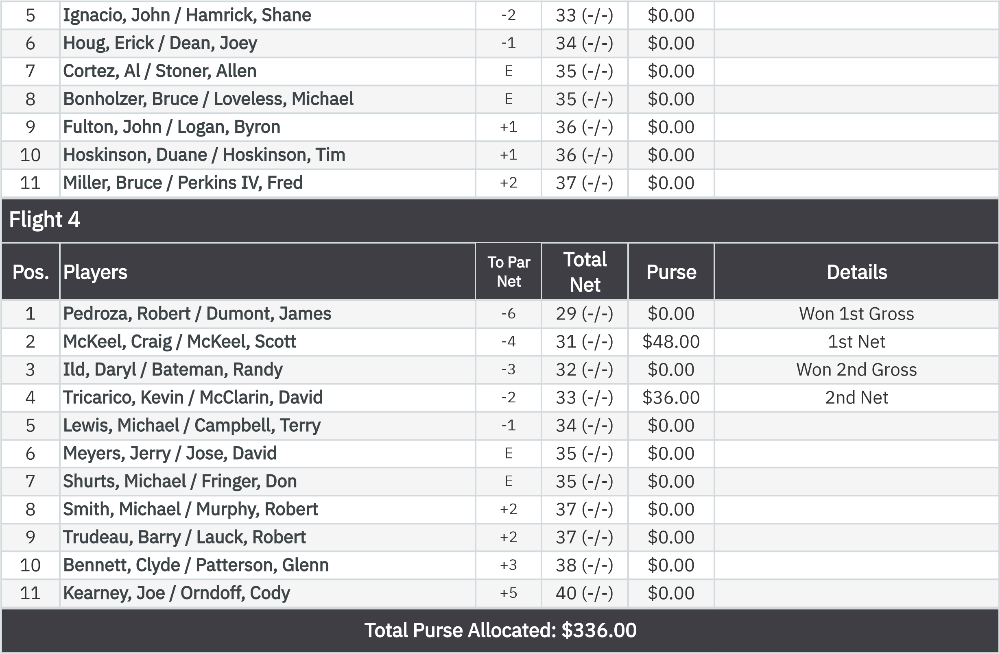 5 Ignacio, John / Hamrick, Shane -2 33 (-/-) $0.00
6 Houg, Erick / Dean, Joey -1 34 (-/-) $0.00
7 Cortez, Al / Stoner, Allen E 35 (-/-) $0.00
8 Bonholzer, Bruce / Loveless, Michael E 35 (-/-) $0.00
9 Fulton, John / Logan, Byron +1 36 (-/-) $0.00
10 Hoskinson, Duane / Hoskinson, Tim +1 36 (-/-) $0.00
11 Miller, Bruce / Perkins IV, Fred +2 37 (-/-) $0.00
Flight 4
Pos. Players To Par Net Total Net Purse Details
1 Pedroza, Robert / Dumont, James -6 29 (-/-) $0.00 Won 1st Gross
2 McKeel, Craig / McKeel, Scott -4 31 (-/-) $48.00 1st Net
3 Ild, Daryl / Bateman, Randy -3 32 (-/-) $0.00 Won 2nd Gross
4 Tricarico, Kevin / McClarin, David -2 33 (-/-) $36.00 2nd Net
5 Lewis, Michael / Campbell, Terry -1 34 (-/-) $0.00
6 Meyers, Jerry / Jose, David E 35 (-/-) $0.00
7 Shurts, Michael / Fringer, Don E 35 (-/-) $0.00
8 Smith, Michael / Murphy, Robert +2 37 (-/-) $0.00
9 Trudeau, Barry / Lauck, Robert +2 37 (-/-) $0.00
10 Bennett, Clyde / Patterson, Glenn +3 38 (-/-) $0.00
11 Kearney, Joe / Orndoff, Cody +5 40 (-/-) $0.00
Total Purse Allocated: $336.00